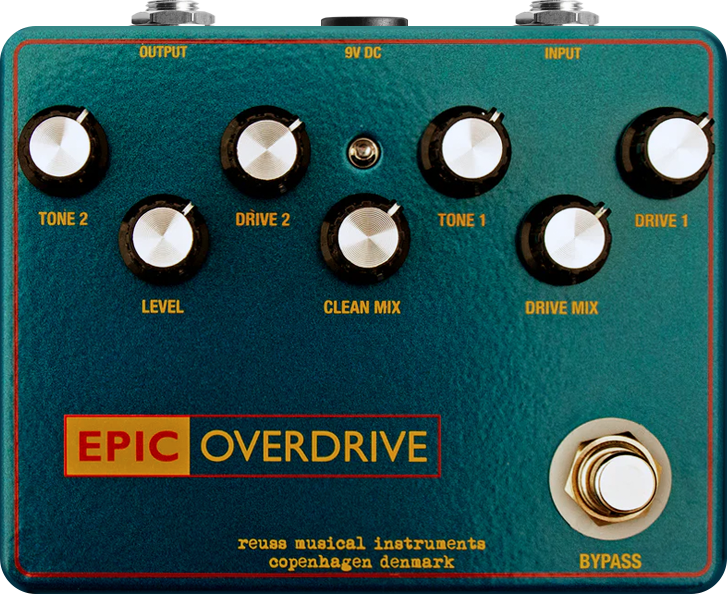 OUTPUT 9V DC INPUT
TONE 2 DRIVE 2 TONE 1 DRIVE 1
LEVEL CLEAN MIX DRIVE MIX
EPIC OVERDRIVE
reuss musical instruments
copenhagen denmark
BYPASS